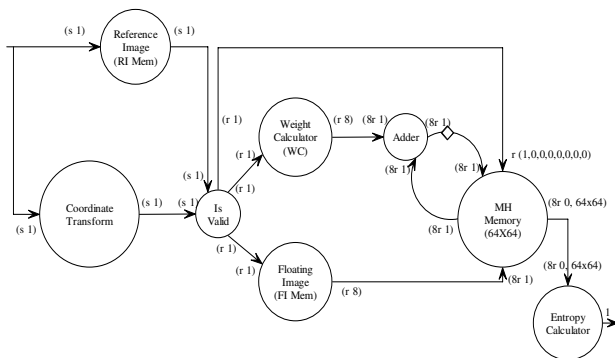 (s 1)
Reference
Image
(RI Mem)
(s 1)
(r 1)
(r 8)
(8r 1)
(8r 1)
Weight
Calculator
(WC)
Adder
r (1,0,0,0,0,0,0,0)
(r 1)
(r 1)
(8r 1)
(8r 1)
(s 1)
Coordinate
Transform
(s 1)
(s 1)
Is
Valid
MH
Memory
(64X64)
(8r 0, 64x64)
(s 1)
(r 1)
(8r 1)
(r 1)
Floating
Image
(FI Mem)
(r 8)
(8r 1)
(8r 0, 64x64)
Entropy
Calculator
1